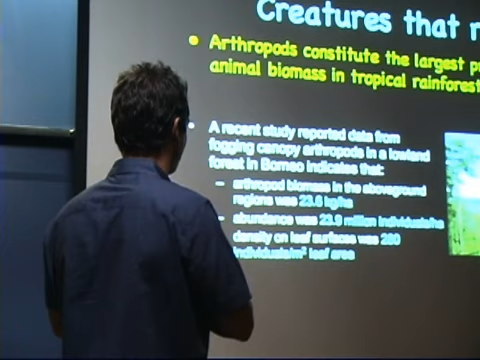 Creatures that
Arthropods constitute the largest
animal biomass in tropical rainforest
A recent study reported data from
fogging canopy arthropods in a lowland
forest in Borneo indicates that:
– arthropod biomass in the aboveground
regions was 23.6 kg/ha
– abundance was 23.9 million individuals/ha
density on leaf surfaces was 280
individuals/m² leaf area